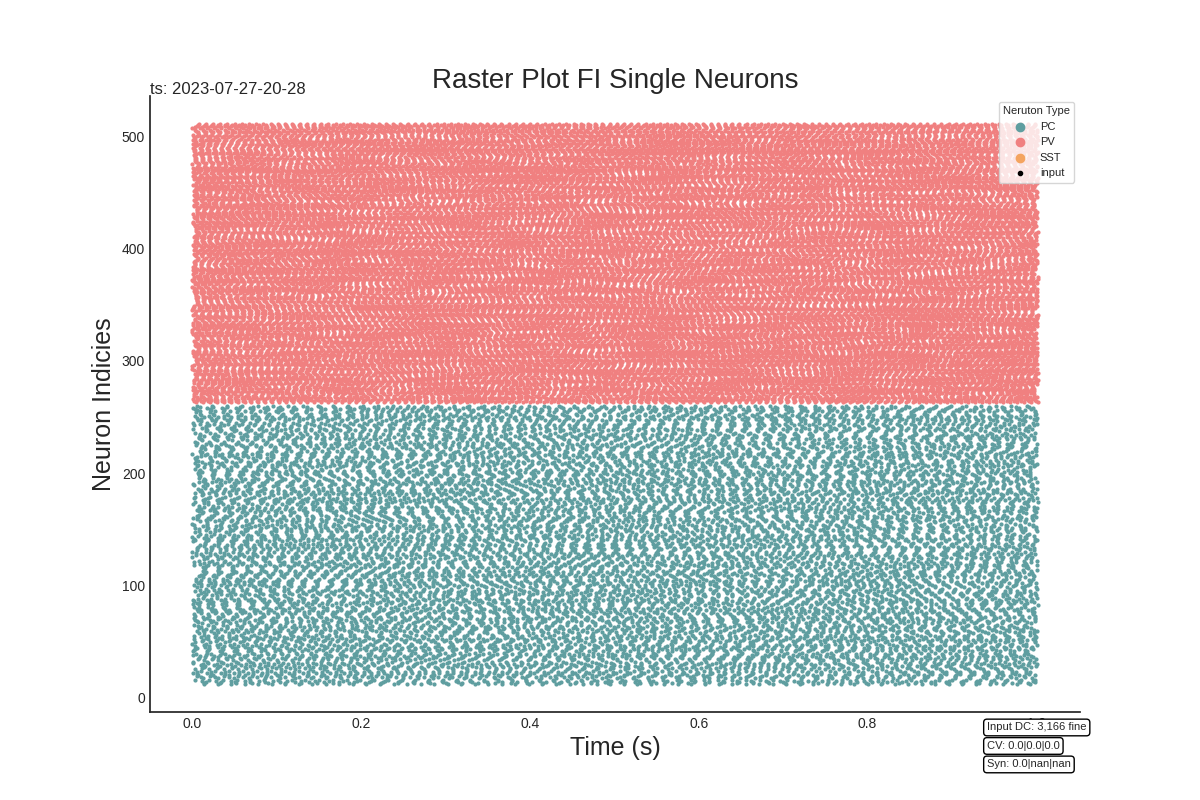 Raster Plot FI Single Neurons
ts: 2023-07-27-20-28
Neruton Type
PC
PV
SST
input
500
400
300
200
100
0
Neuron Indicies
0.0
0.2
0.4
0.6
0.8
Time (s)
Input DC: 3,166 fine
CV: 0.0|0.0|0.0
Syn: 0.0|nan|nan